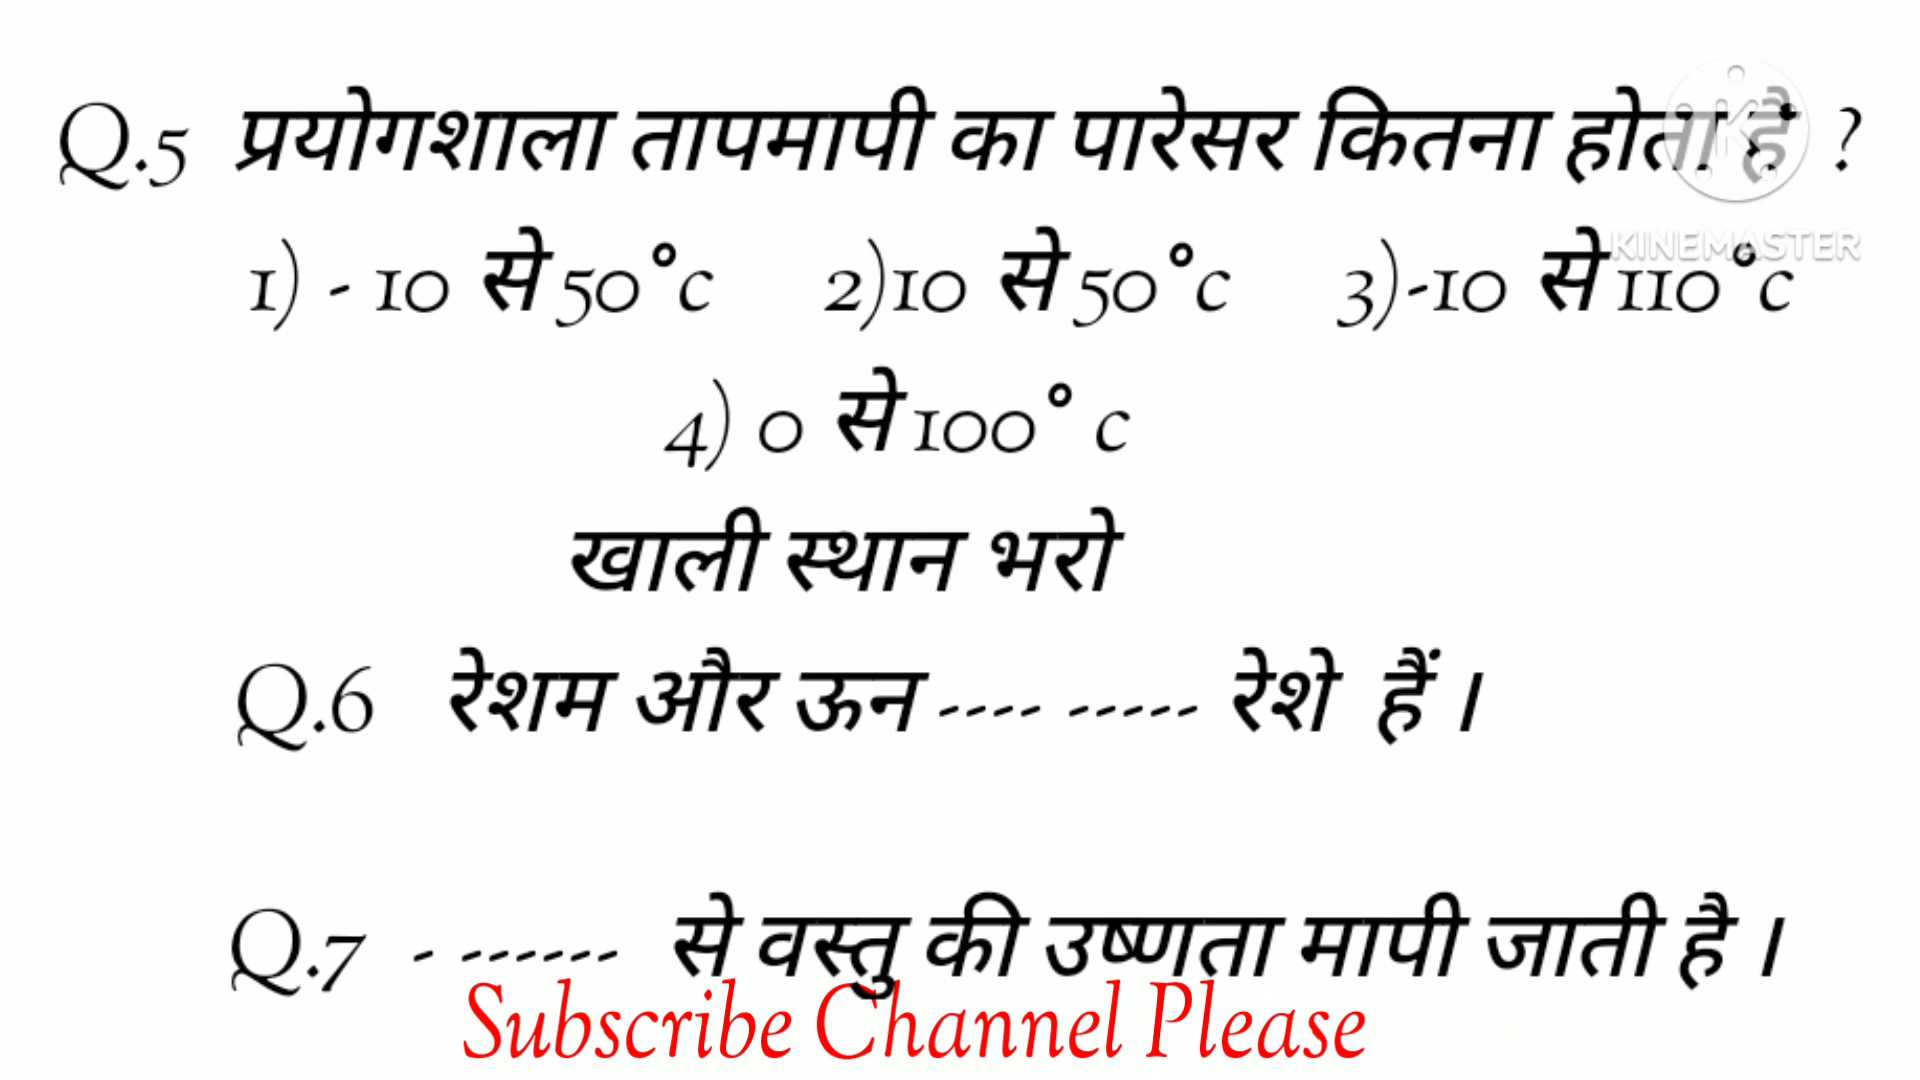 Q.5 प्रयोगशाला तापमापी का पारेसर कितना होता है ?
1) - 10 से 50°c 2)10 से 50°c 3)-10 से 110°c
4) 0 से 100° c
खाली स्थान भरो
Q.6 रेशम और ऊन ---- ----- रेशे हैं ।
Q.7 - ------ से वस्तु की उष्णता मापी जाती है ।
Subscribe Channel Please
K
KINEMASTER